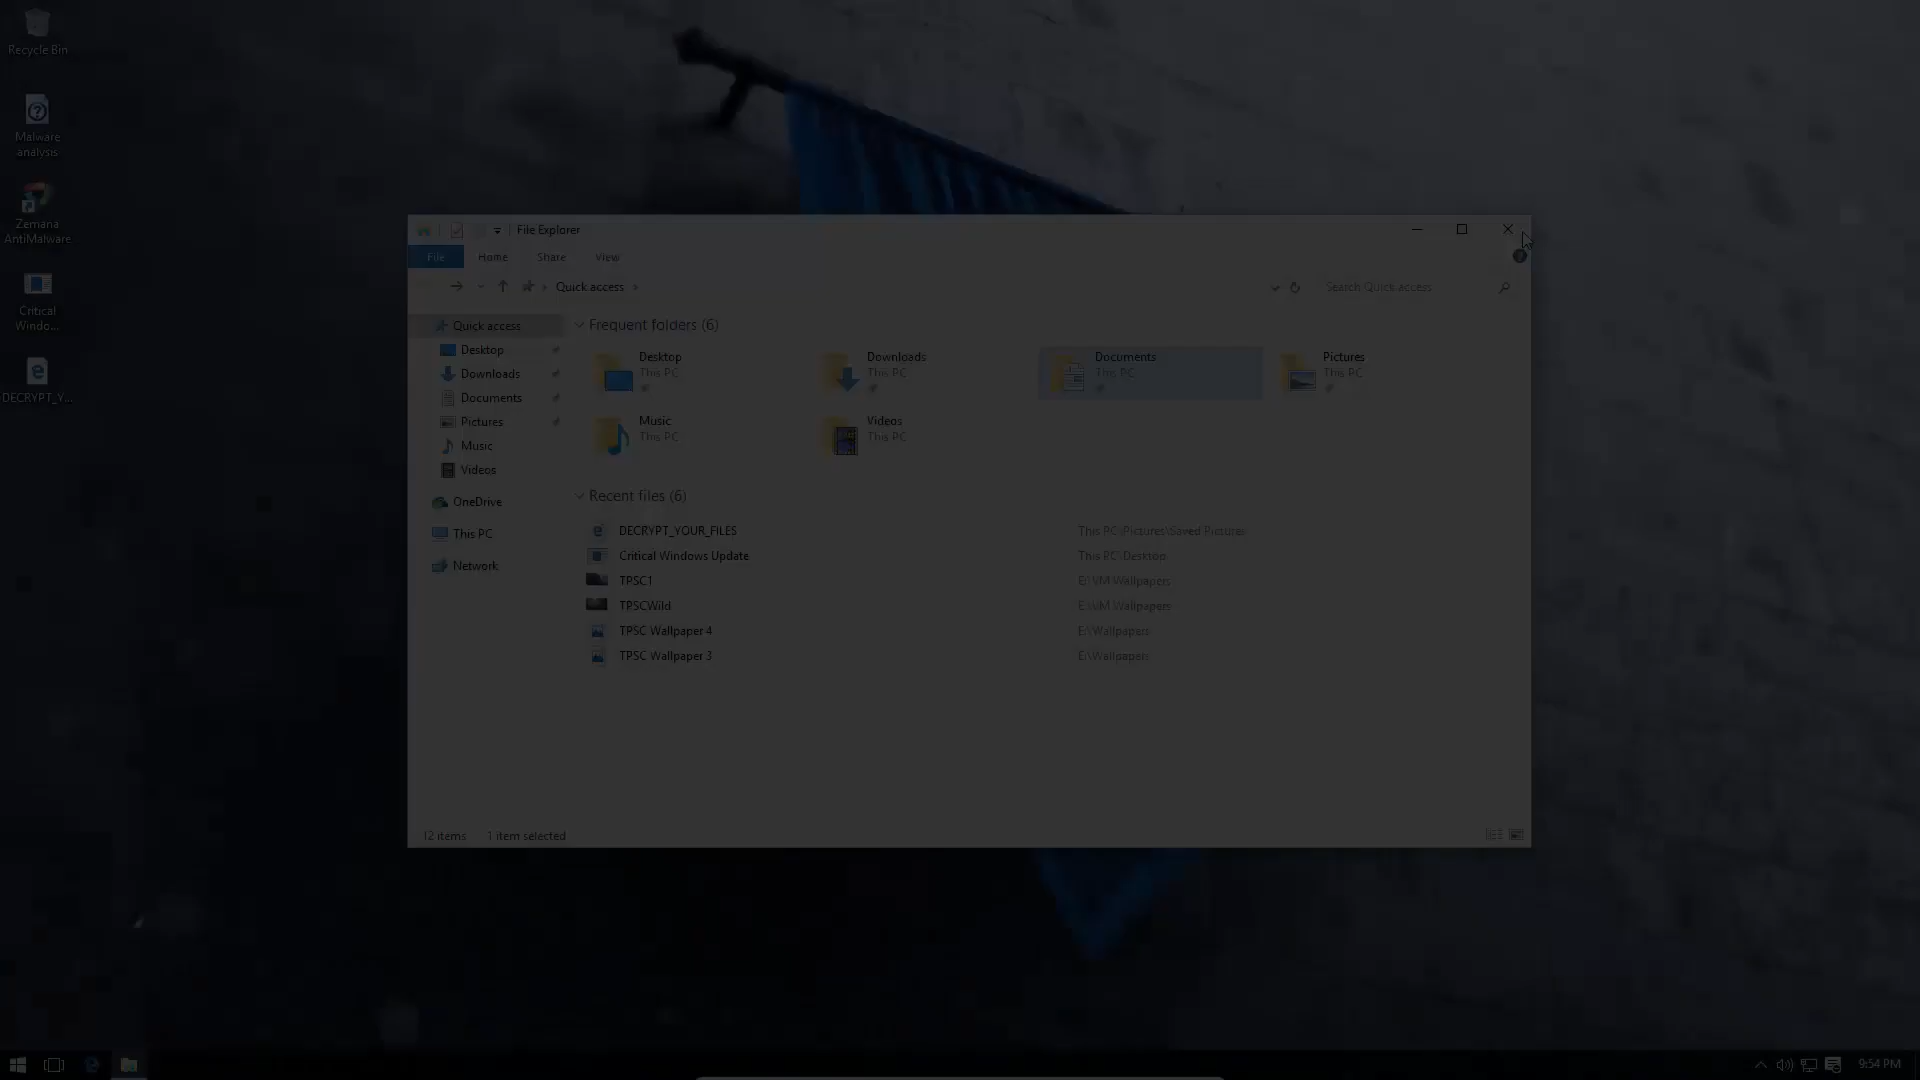 Recycle Bin
Malware
analysis
Zemana
AntiMalware
Critical
Windo...
DECRYPT_Y...
File Explorer
File Home Share View
Quick access
Search Quick access
Quick access
Desktop
Downloads
Documents
Pictures
Music
Videos
OneDrive
This PC
Network
Frequent folders (6)
Desktop
This PC
Downloads
This PC
Documents
This PC
Pictures
This PC
Music
This PC
Videos
This PC
Recent files (6)
DECRYPT_YOUR_FILES This PC\Pictures\Saved Pictures
Critical Windows Update This PC\Desktop
TPSC1 E:\VM Wallpapers
TPSCWild E:\VM Wallpapers
TPSC Wallpaper 4 E:\Wallpapers
TPSC Wallpaper 3 E:\Wallpapers
12 items 1 item selected
9:54 PM